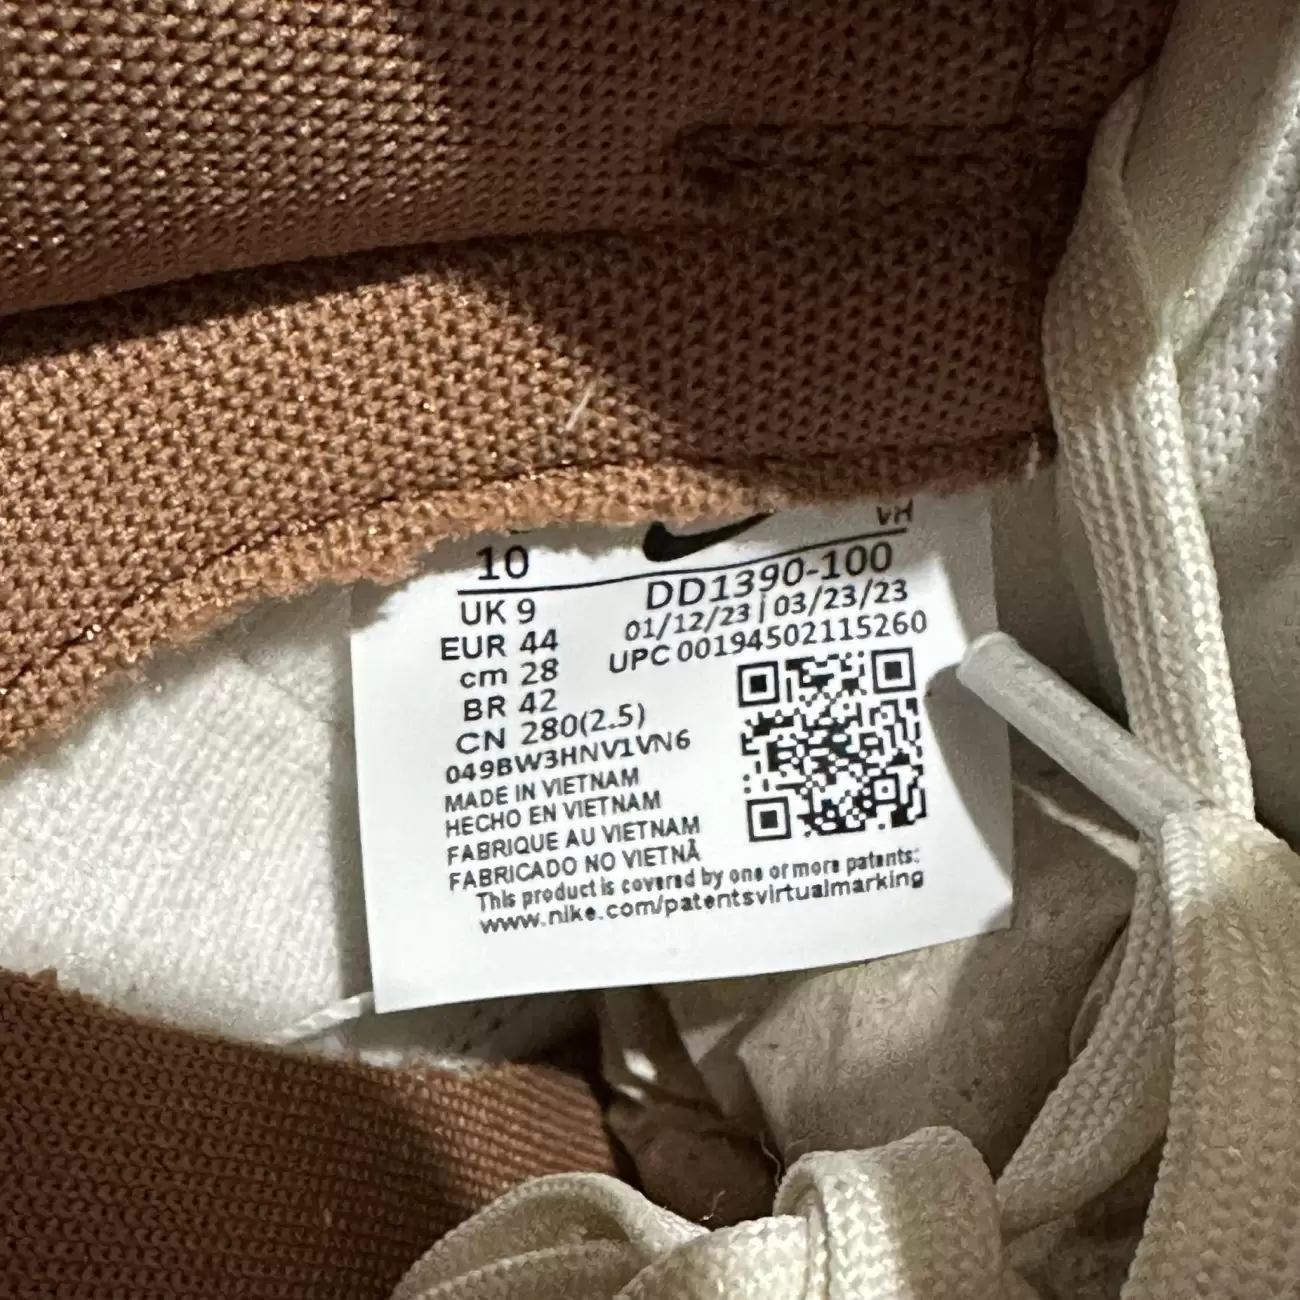 10
VH
DD1390-100
01/12/23 | 03/23/23
UPC 00194502115260
UK 9
EUR 44
cm 28
BR 42
CN 280(2.5)
049BW3HNV1VN6
MADE IN VIETNAM
HECHO EN VIETNAM
FABRIQUE AU VIETNAM
FABRICADO NO VIETNÃ
This product is covered by one or more patents:
www.nike.com/patentsvirtualmarking